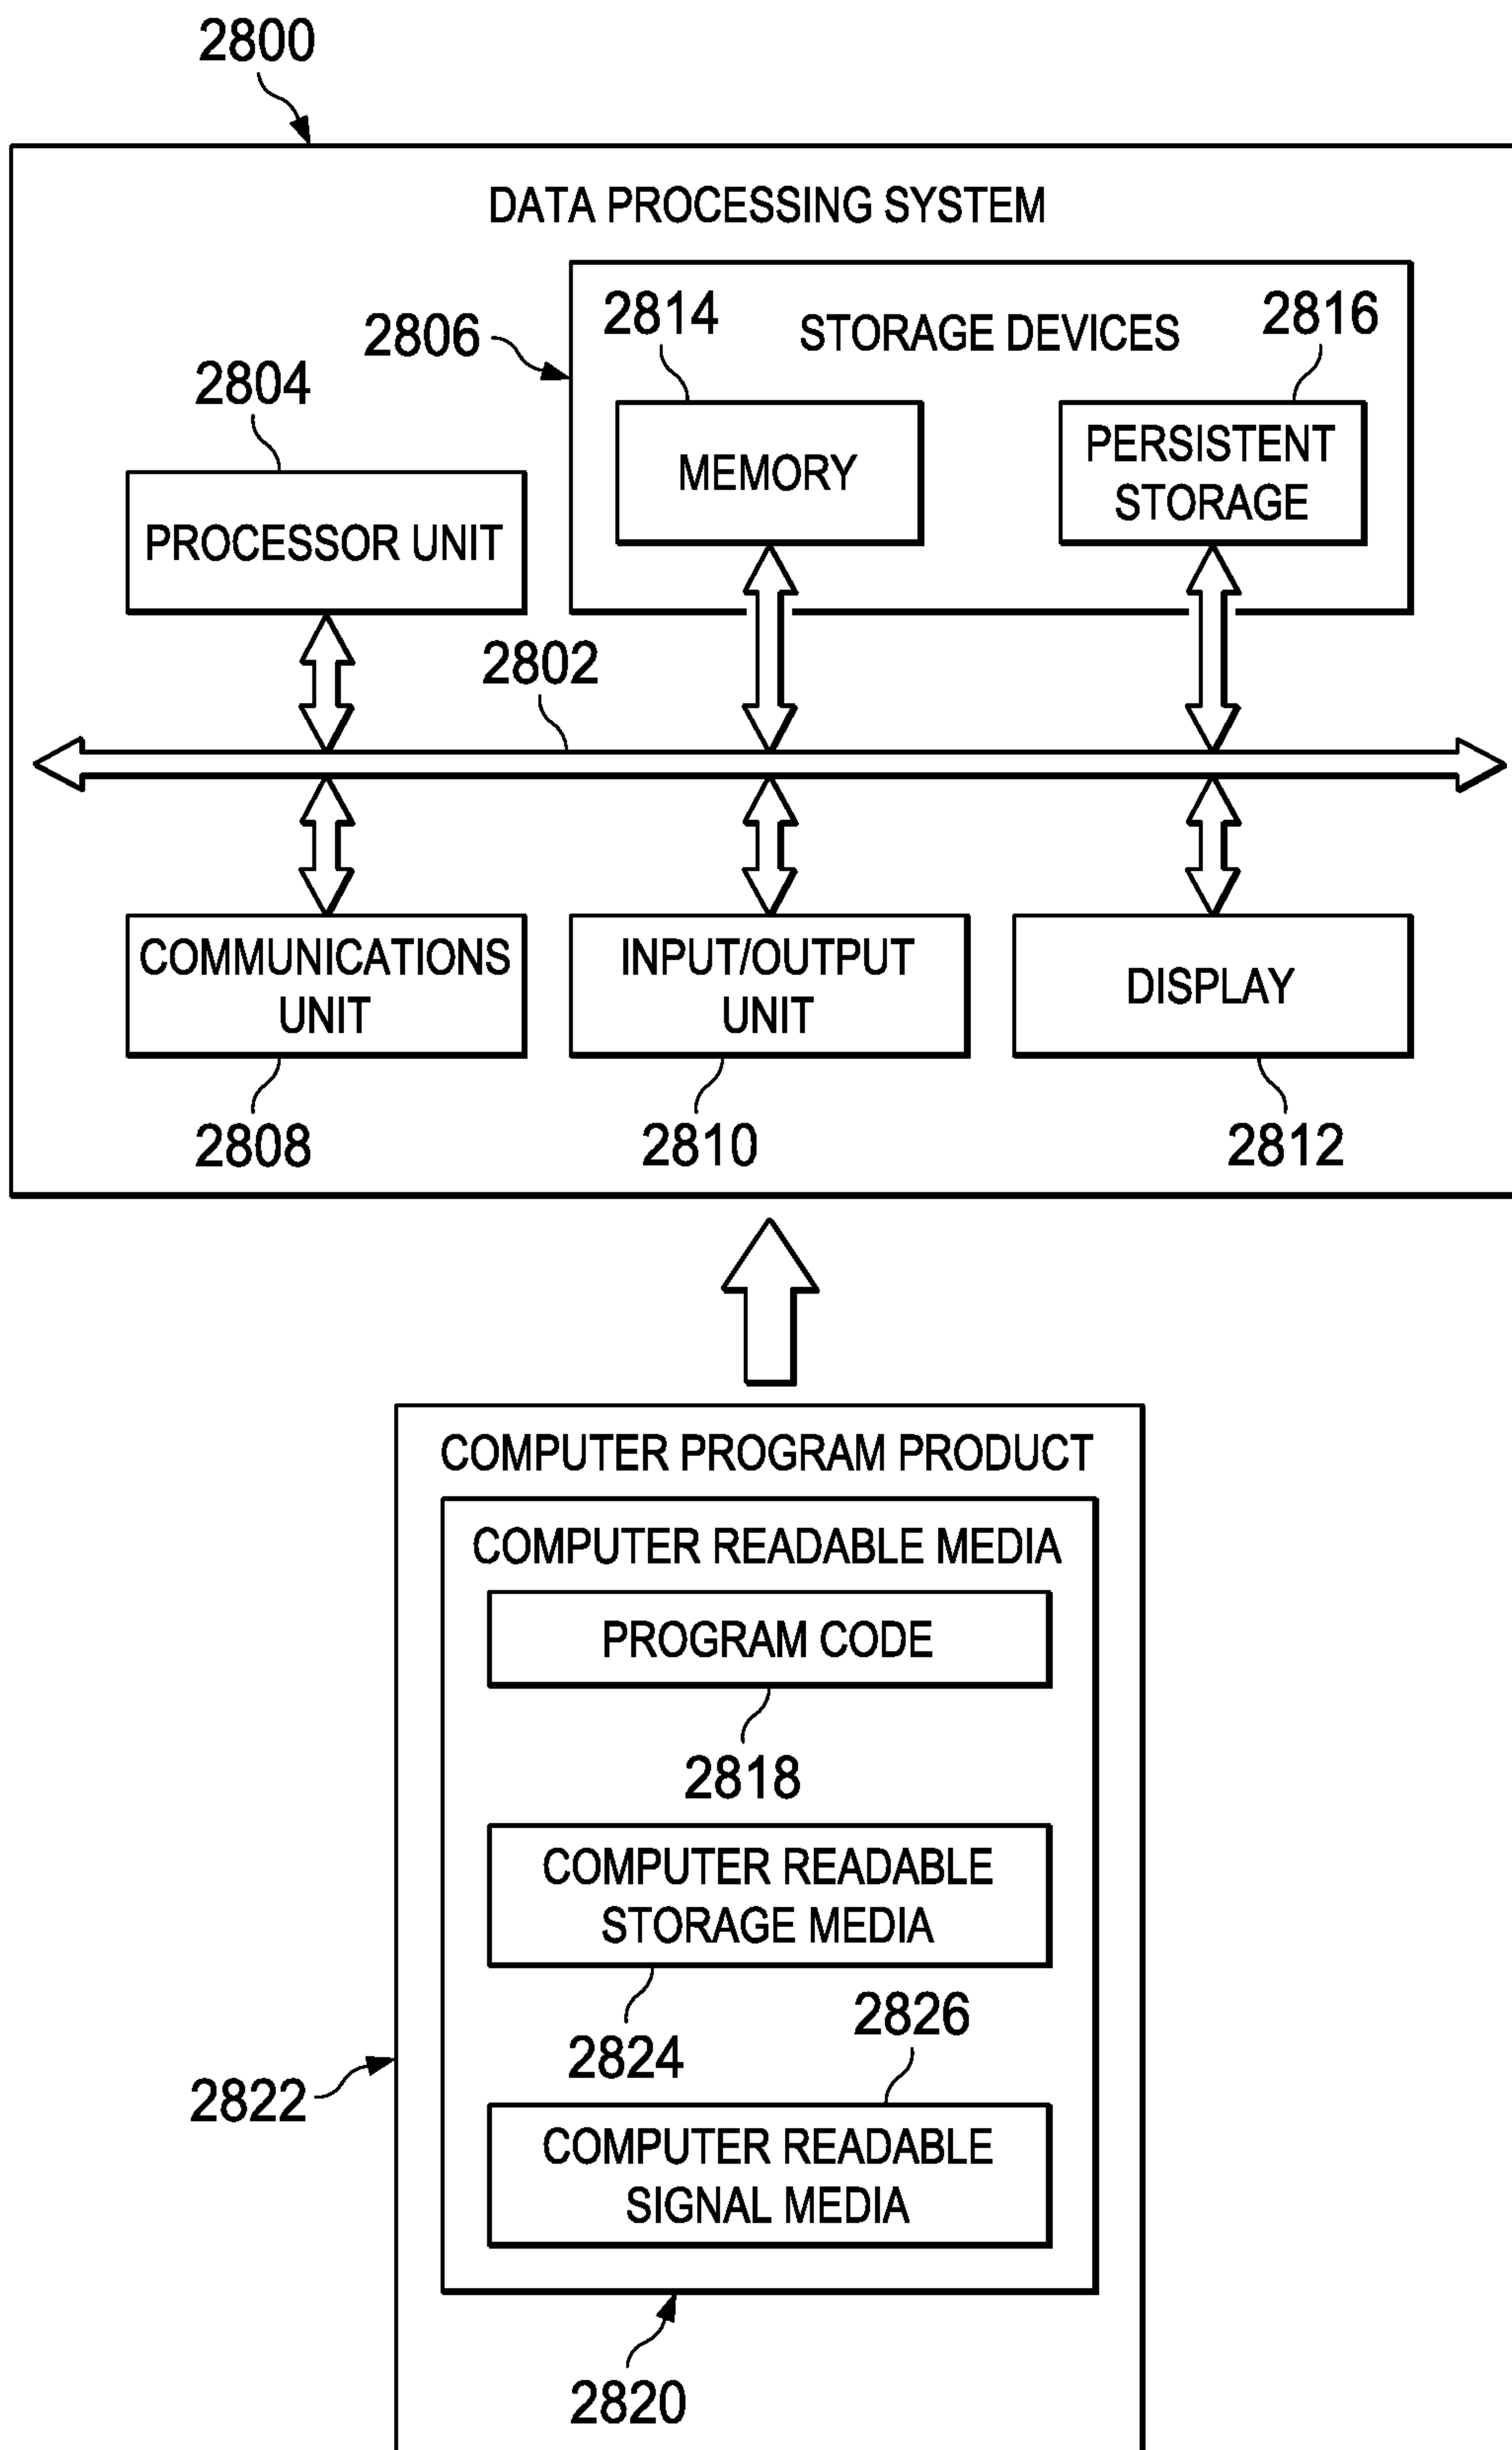 2800
DATA PROCESSING SYSTEM
2806
2814
STORAGE DEVICES
2816
2804
MEMORY
PERSISTENT
STORAGE
PROCESSOR UNIT
2802
COMMUNICATIONS
UNIT
INPUT/OUTPUT
UNIT
DISPLAY
2808
2810
2812
COMPUTER PROGRAM PRODUCT
COMPUTER READABLE MEDIA
PROGRAM CODE
2818
COMPUTER READABLE
STORAGE MEDIA
2824
2826
2822
COMPUTER READABLE
SIGNAL MEDIA
2820